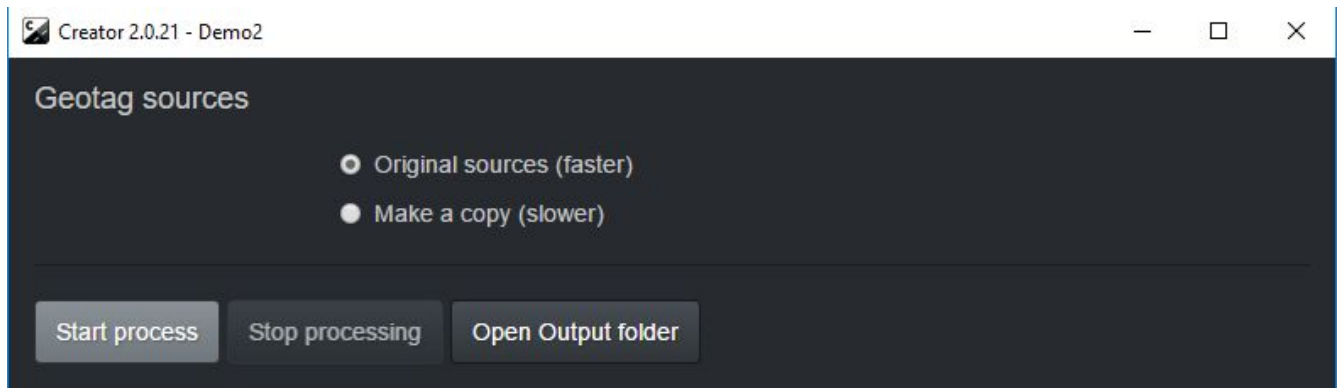 Creator 2.0.21 - Demo2
Geotag sources
Original sources (faster)
Make a copy (slower)
Start process Stop processing Open Output folder